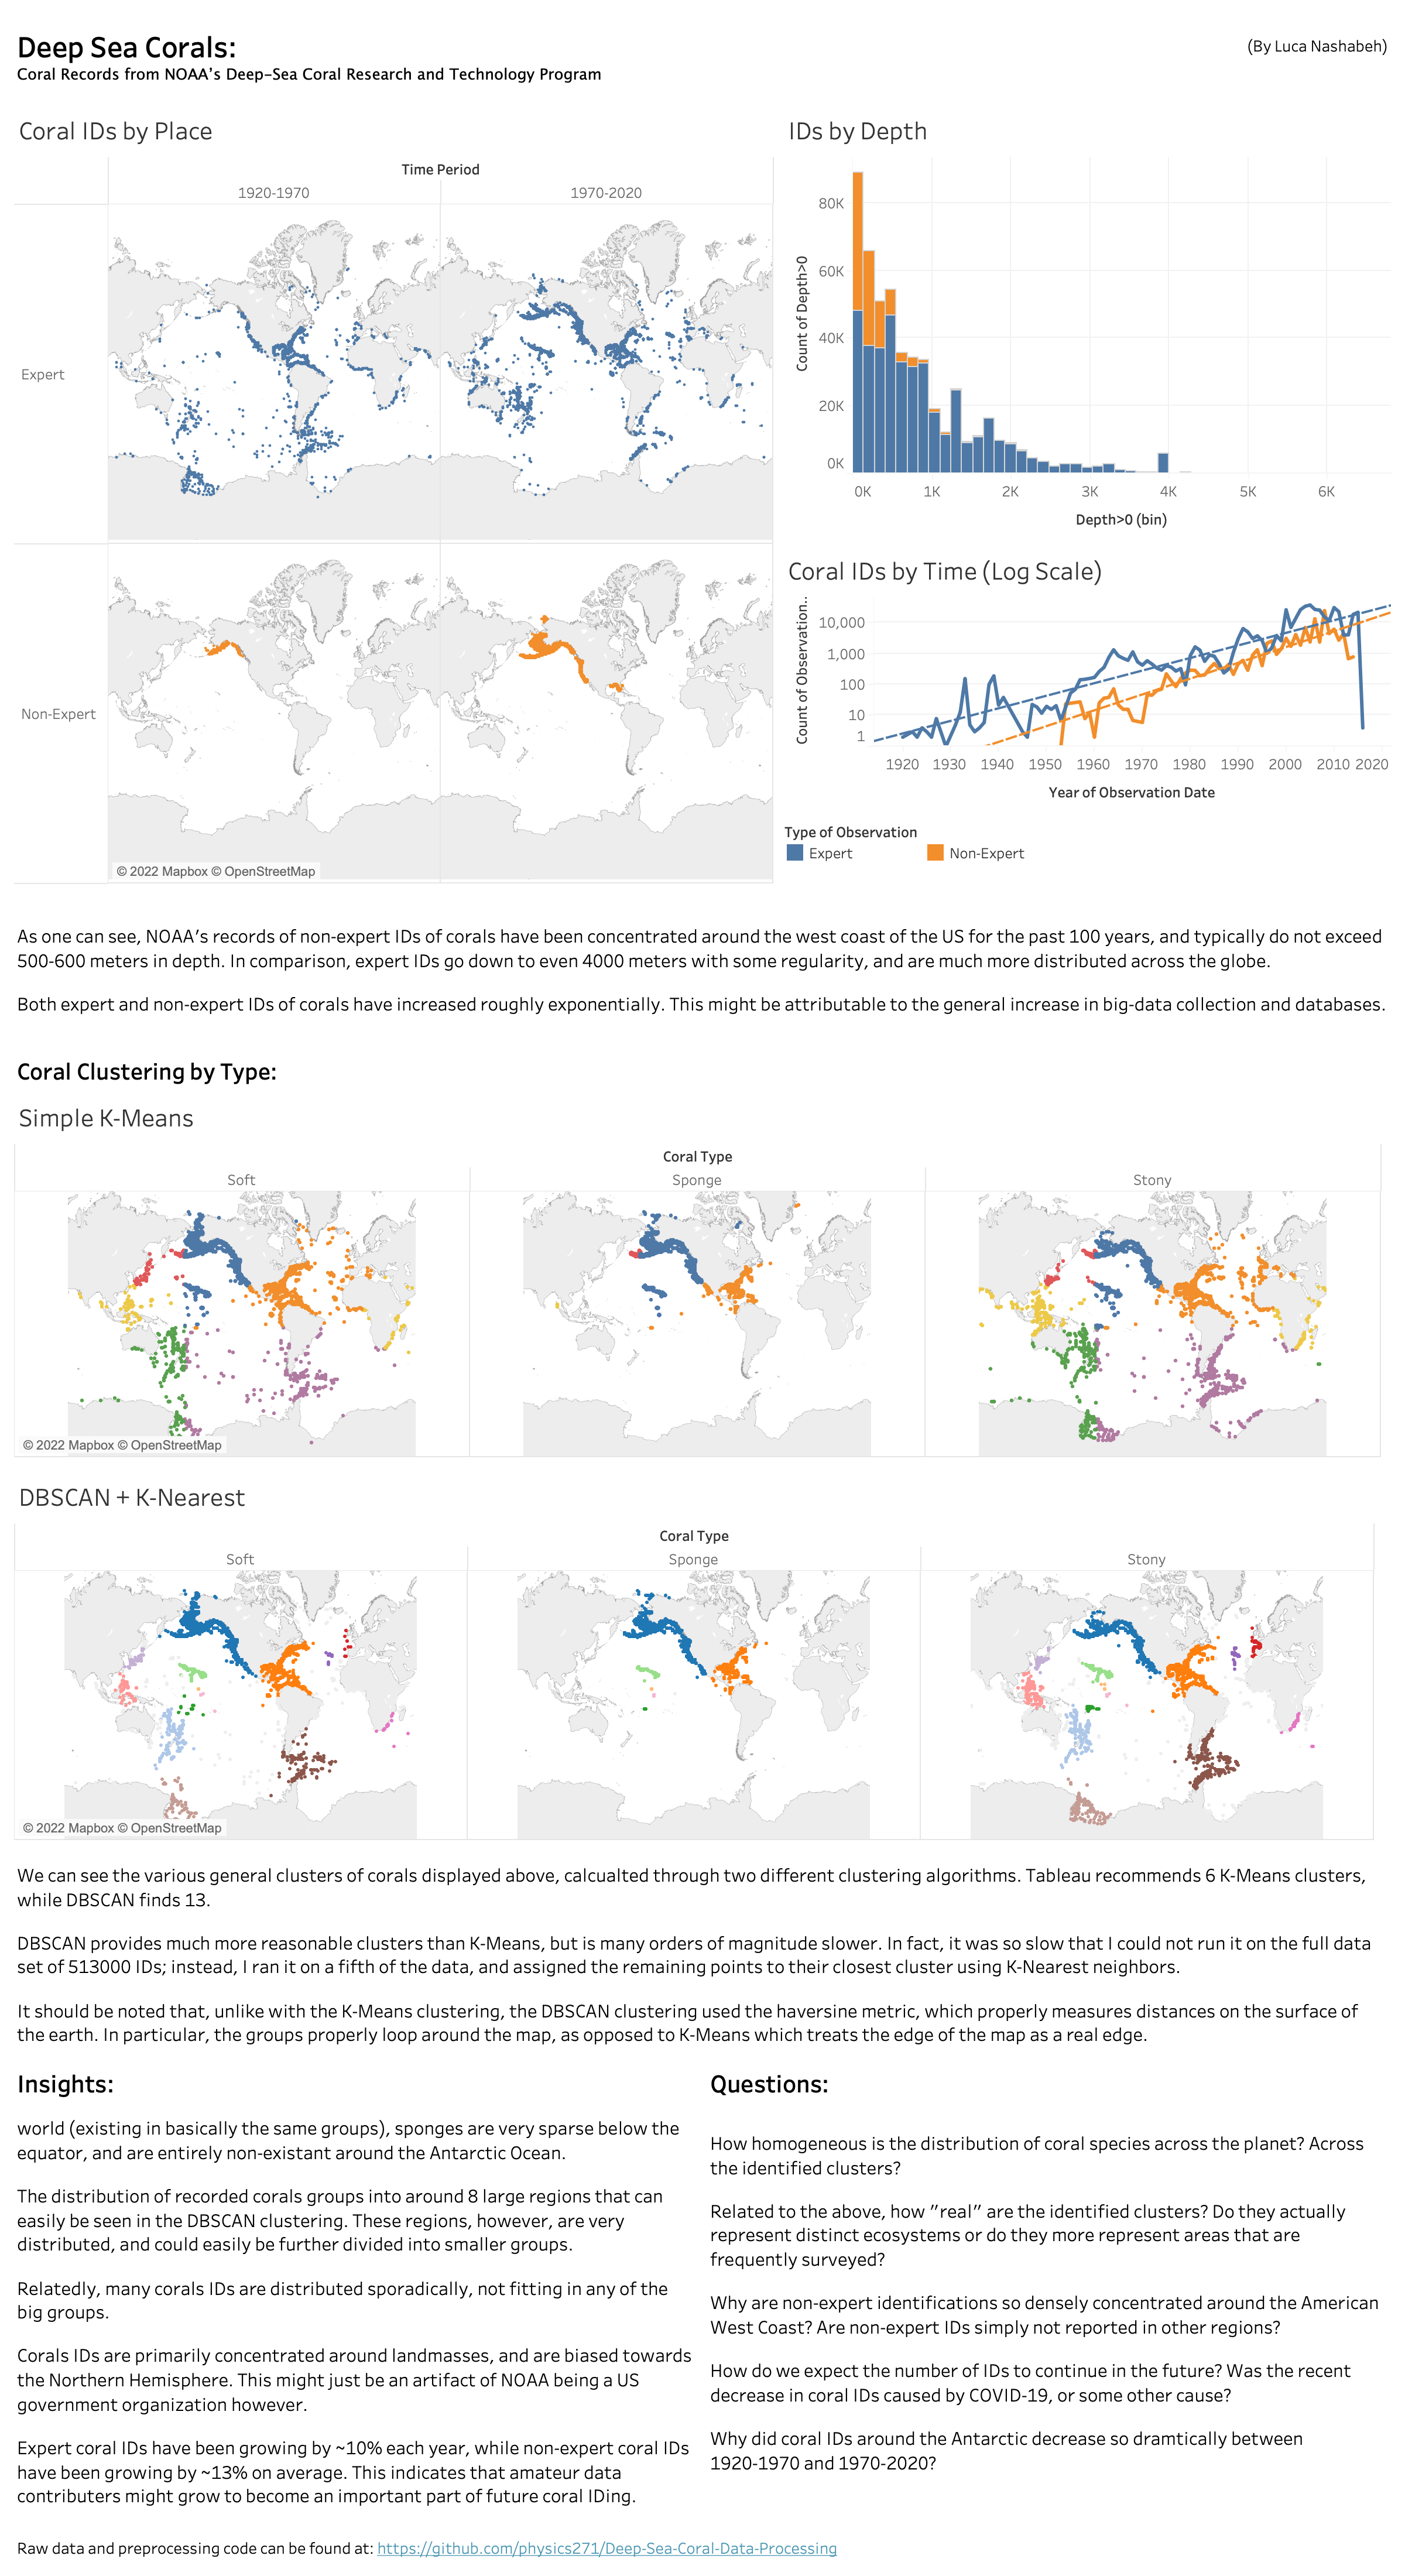 Deep Sea Corals:
(By Luca Nashabeh)
Coral Records from NOAA's Deep-Sea Coral Research and Technology Program
Coral IDs by Place
Time Period
1920-1970
1970-2020
Expert
Non-Expert
© 2022 Mapbox © OpenStreetMap
IDs by Depth
Count of Depth>0
80K
60K
40K
20K
0K
0K
1K
2K
3K
4K
5K
6K
Depth>0 (bin)
Coral IDs by Time (Log Scale)
Count of Observation..
10,000
1,000
100
10
1
1920
1930
1940
1950
1960
1970
1980
1990
2000
2010
2020
Year of Observation Date
Type of Observation
Expert
Non-Expert
As one can see, NOAA's records of non-expert IDs of corals have been concentrated around the west coast of the US for the past 100 years, and typically do not exceed
500-600 meters in depth. In comparison, expert IDs go down to even 4000 meters with some regularity, and are much more distributed across the globe.
Both expert and non-expert IDs of corals have increased roughly exponentially. This might be attributable to the general increase in big-data collection and databases.
Coral Clustering by Type:
Simple K-Means
Coral Type
Soft
Sponge
Stony
© 2022 Mapbox © OpenStreetMap
DBSCAN + K-Nearest
Coral Type
Soft
Sponge
Stony
© 2022 Mapbox © OpenStreetMap
We can see the various general clusters of corals displayed above, calcualted through two different clustering algorithms. Tableau recommends 6 K-Means clusters,
while DBSCAN finds 13.
DBSCAN provides much more reasonable clusters than K-Means, but is many orders of magnitude slower. In fact, it was so slow that I could not run it on the full data
set of 513000 IDs; instead, I ran it on a fifth of the data, and assigned the remaining points to their closest cluster using K-Nearest neighbors.
It should be noted that, unlike with the K-Means clustering, the DBSCAN clustering used the haversine metric, which properly measures distances on the surface of
the earth. In particular, the groups properly loop around the map, as opposed to K-Means which treats the edge of the map as a real edge.
Insights:
world (existing in basically the same groups), sponges are very sparse below the
equator, and are entirely non-existant around the Antarctic Ocean.
The distribution of recorded corals groups into around 8 large regions that can
easily be seen in the DBSCAN clustering. These regions, however, are very
distributed, and could easily be further divided into smaller groups.
Relatedly, many corals IDs are distributed sporadically, not fitting in any of the
big groups.
Corals IDs are primarily concentrated around landmasses, and are biased towards
the Northern Hemisphere. This might just be an artifact of NOAA being a US
government organization however.
Expert coral IDs have been growing by ~10% each year, while non-expert coral IDs
have been growing by ~13% on average. This indicates that amateur data
contributers might grow to become an important part of future coral IDing.
Questions:
How homogeneous is the distribution of coral species across the planet? Across
the identified clusters?
Related to the above, how "real" are the identified clusters? Do they actually
represent distinct ecosystems or do they more represent areas that are
frequently surveyed?
Why are non-expert identifications so densely concentrated around the American
West Coast? Are non-expert IDs simply not reported in other regions?
How do we expect the number of IDs to continue in the future? Was the recent
decrease in coral IDs caused by COVID-19, or some other cause?
Why did coral IDs around the Antarctic decrease so dramtically between
1920-1970 and 1970-2020?
Raw data and preprocessing code can be found at: https://github.com/physics271/Deep-Sea-Coral-Data-Processing